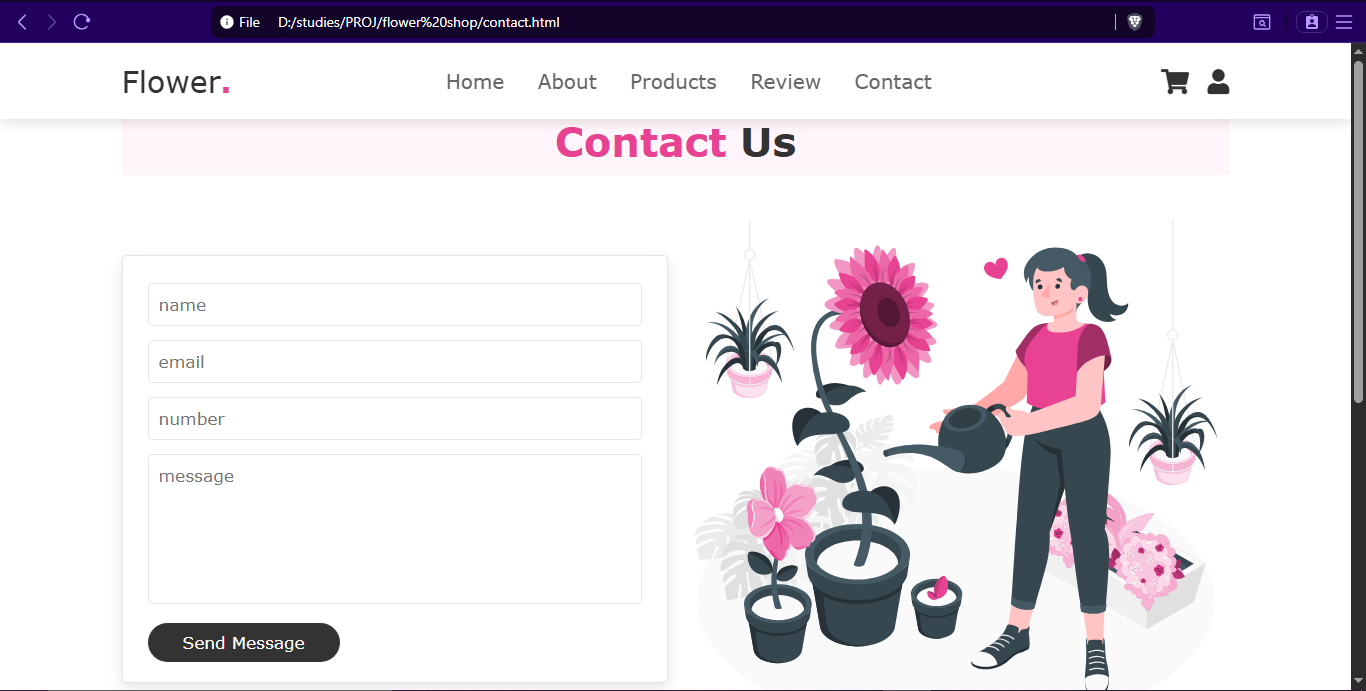 File D:/studies/PROJ/flower%20shop/contact.html
Flower. Home About Products Review Contact
Contact Us
name
email
number
message
Send Message